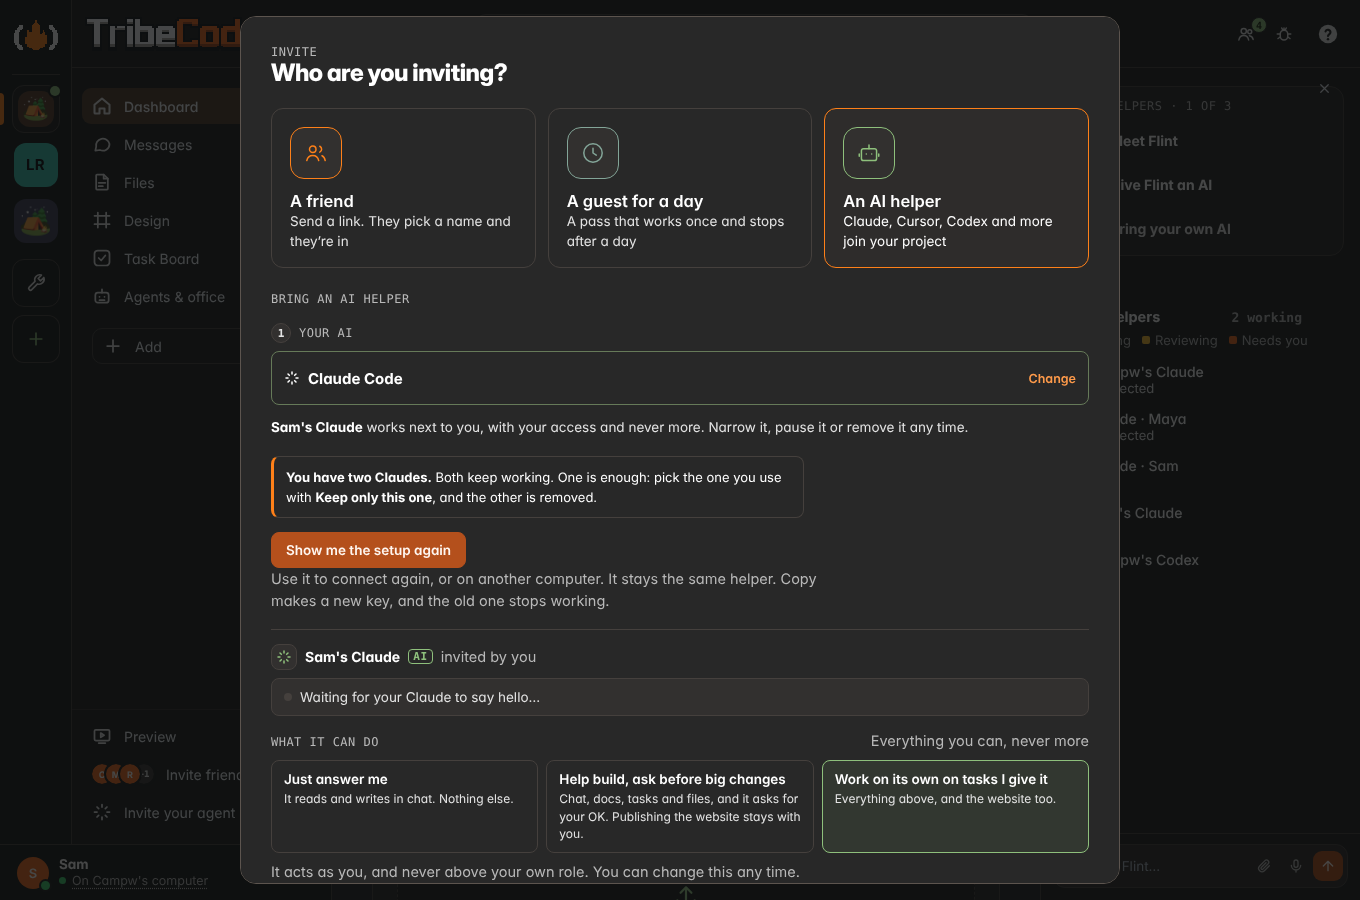 TribeCod
INVITE
Who are you inviting?
A friend
Send a link. They pick a name and
they're in
A guest for a day
A pass that works once and stops
after a day
An AI helper
Claude, Cursor, Codex and more
join your project
BRING AN AI HELPER
1 YOUR AI
Claude Code
Change
Sam's Claude works next to you, with your access and never more. Narrow it, pause it or remove it any time.
You have two Claudes. Both keep working. One is enough: pick the one you use
with Keep only this one, and the other is removed.
Show me the setup again
Use it to connect again, or on another computer. It stays the same helper. Copy
makes a new key, and the old one stops working.
Sam's Claude AI invited by you
Waiting for your Claude to say hello...
WHAT IT CAN DO
Everything you can, never more
Just answer me
It reads and writes in chat. Nothing else.
Help build, ask before big changes
Chat, docs, tasks and files, and it asks for
your OK. Publishing the website stays with
you.
Work on its own on tasks I give it
Everything above, and the website too.
It acts as you, and never above your own role. You can change this any time.
LR
Dashboard
Messages
Files
Design
Task Board
Agents & office
Add
Preview
R
Invite frien
Invite your agent
S
Sam
On Campw's computer
4
?
ELPERS · 1 OF 3
leet Flint
ive Flint an AI
ring your own AI
elpers
2 working
ng
Reviewing
Needs you
pw's Claude
ected
de · Maya
ected
de · Sam
's Claude
pw's Codex
Flint...